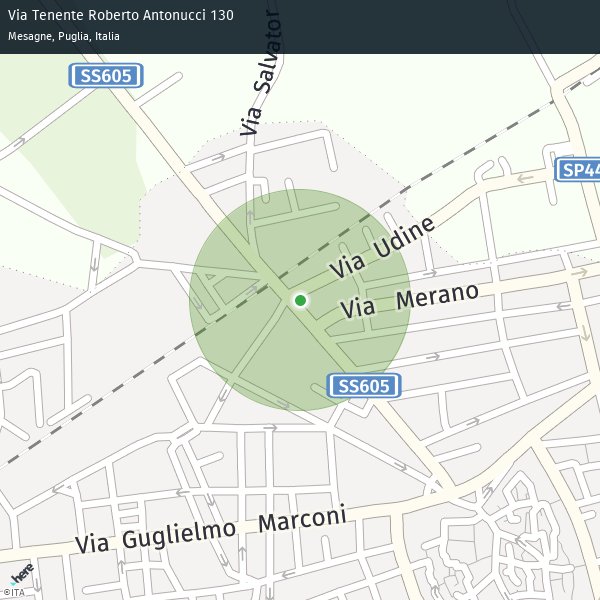 Via Tenente Roberto Antonucci 130
Mesagne, Puglia, Italia
SS605
Via Salvator
SP44
Via Udine
Via Merano
SS605
Via Guglielmo Marconi
here
©ITA